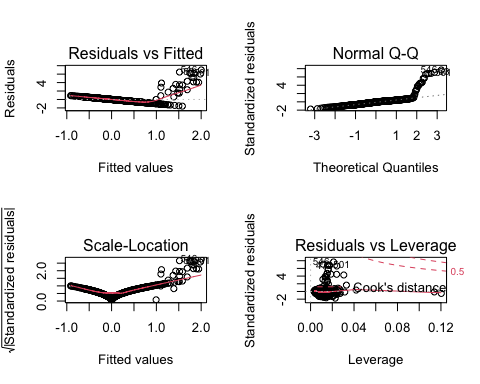 Residuals vs Fitted
Residuals
-2
4
-1.0
0.0
1.0
2.0
Fitted values
Normal Q-Q
Standardized residuals
-2
4
-3
-1
1
2
3
Theoretical Quantiles
Scale-Location
√|Standardized residuals|
0.0
2.0
-1.0
0.0
1.0
2.0
Fitted values
Residuals vs Leverage
Standardized residuals
-2
4
Cook's distance
0.5
0.00
0.04
0.08
0.12
Leverage